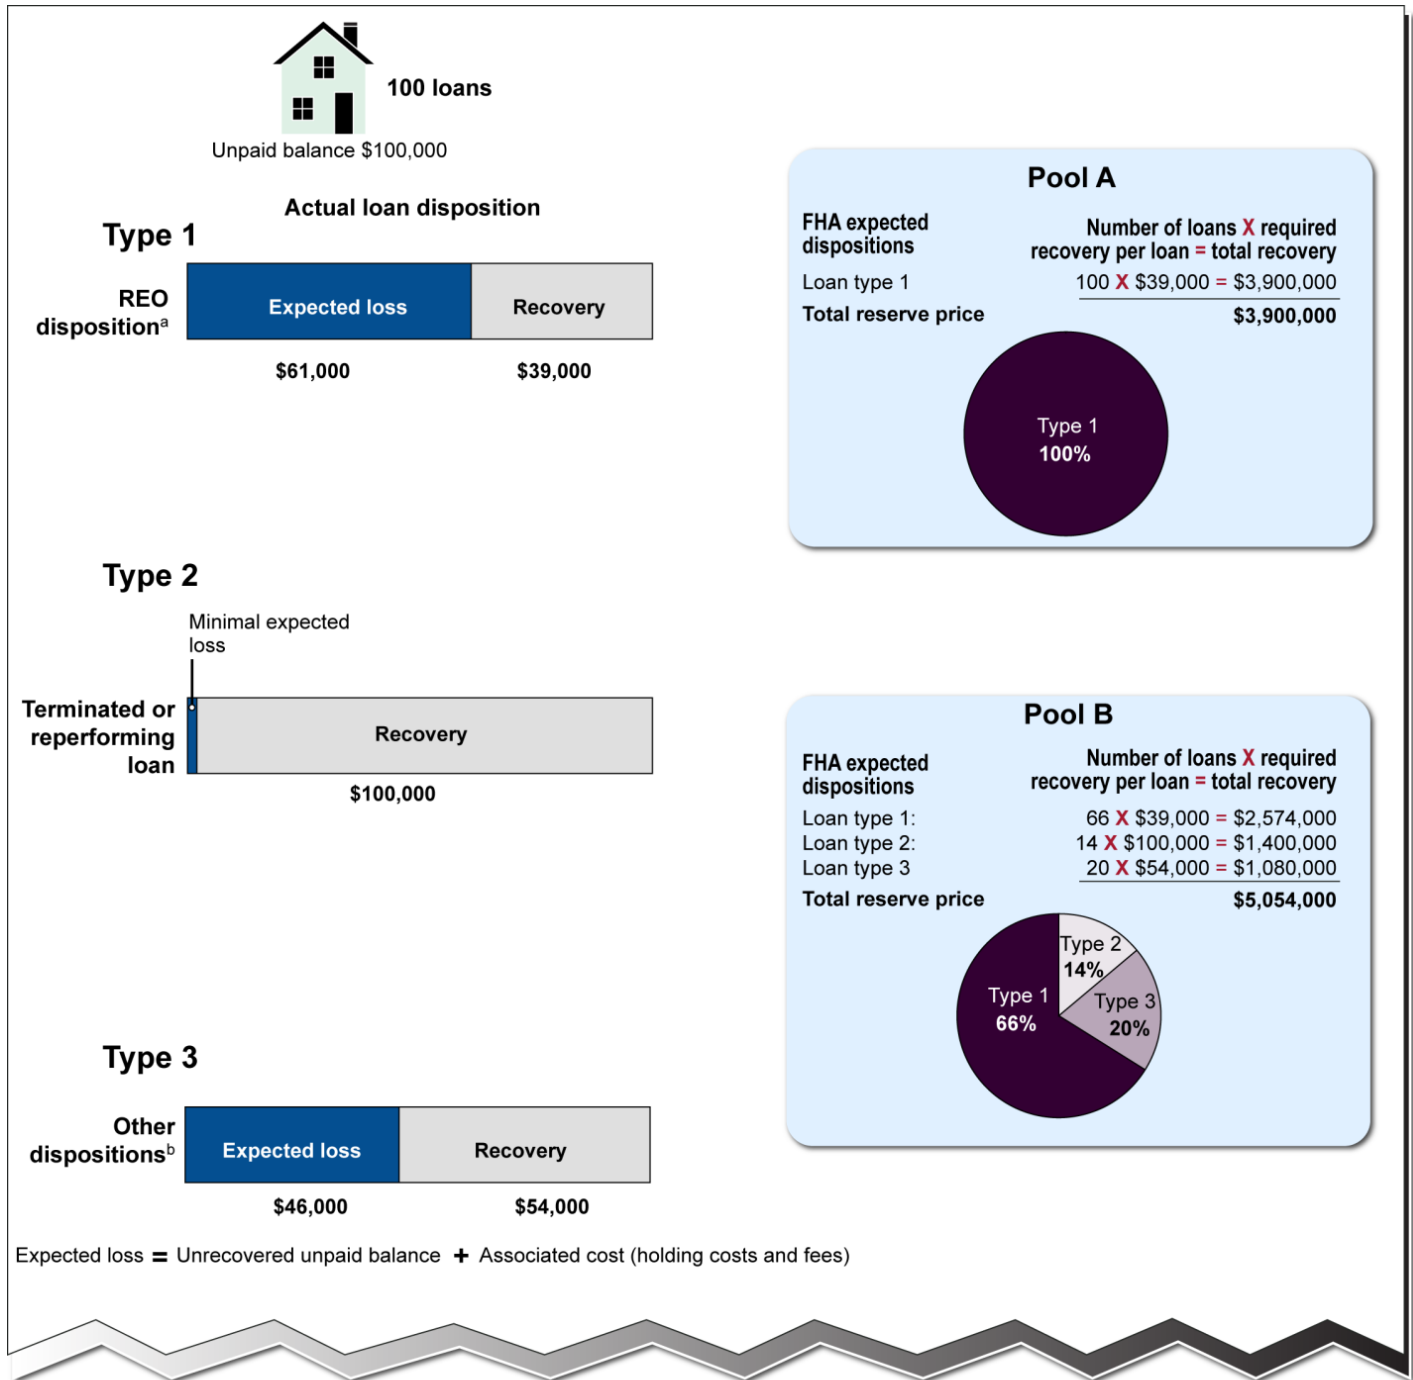 100 loans
Unpaid balance $100,000
Actual loan disposition
Type 1
REO
dispositionᵃ
Expected loss
Recovery
$61,000
$39,000
Type 2
Minimal expected
loss
Terminated or
reperforming
loan
Recovery
$100,000
Type 3
Other
dispositionsᵇ
Expected loss
Recovery
$46,000
$54,000
Expected loss = Unrecovered unpaid balance + Associated cost (holding costs and fees)
Pool A
FHA expected
dispositions
Number of loans X required
recovery per loan = total recovery
Loan type 1 100 X $39,000 = $3,900,000
Total reserve price $3,900,000
Type 1
100%
Pool B
FHA expected
dispositions
Number of loans X required
recovery per loan = total recovery
Loan type 1: 66 X $39,000 = $2,574,000
Loan type 2: 14 X $100,000 = $1,400,000
Loan type 3 20 X $54,000 = $1,080,000
Total reserve price $5,054,000
Type 2
14%
Type 1
66%
Type 3
20%